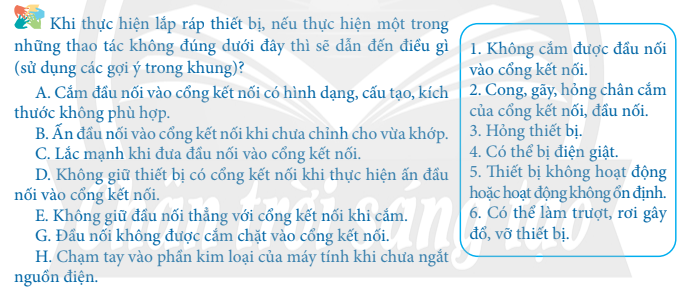 Khi thực hiện lắp ráp thiết bị, nếu thực hiện một trong
những thao tác không đúng dưới đây thì sẽ dẫn đến điều gì
(sử dụng các gợi ý trong khung)?
A. Cắm đầu nối vào cổng kết nối có hình dạng, cấu tạo, kích
thước không phù hợp.
B. Ấn đầu nối vào cổng kết nối khi chưa chỉnh cho vừa khớp.
C. Lắc mạnh khi đưa đầu nối vào cổng kết nối.
D. Không giữ thiết bị có cổng kết nối khi thực hiện ấn đầu
nối vào cổng kết nối.
E. Không giữ đầu nối thẳng với cổng kết nối khi cắm.
G. Đầu nối không được cắm chặt vào cổng kết nối.
H. Chạm tay vào phần kim loại của máy tính khi chưa ngắt
nguồn điện.
1. Không cắm được đầu nối
vào cổng kết nối.
2. Cong, gãy, hỏng chân cắm
của cổng kết nối, đầu nối.
3. Hỏng thiết bị.
4. Có thể bị điện giật.
5. Thiết bị không hoạt động
hoặc hoạt động không ổn định.
6. Có thể làm trượt, rơi gây
đổ, vỡ thiết bị.
Chân trời sáng tạo